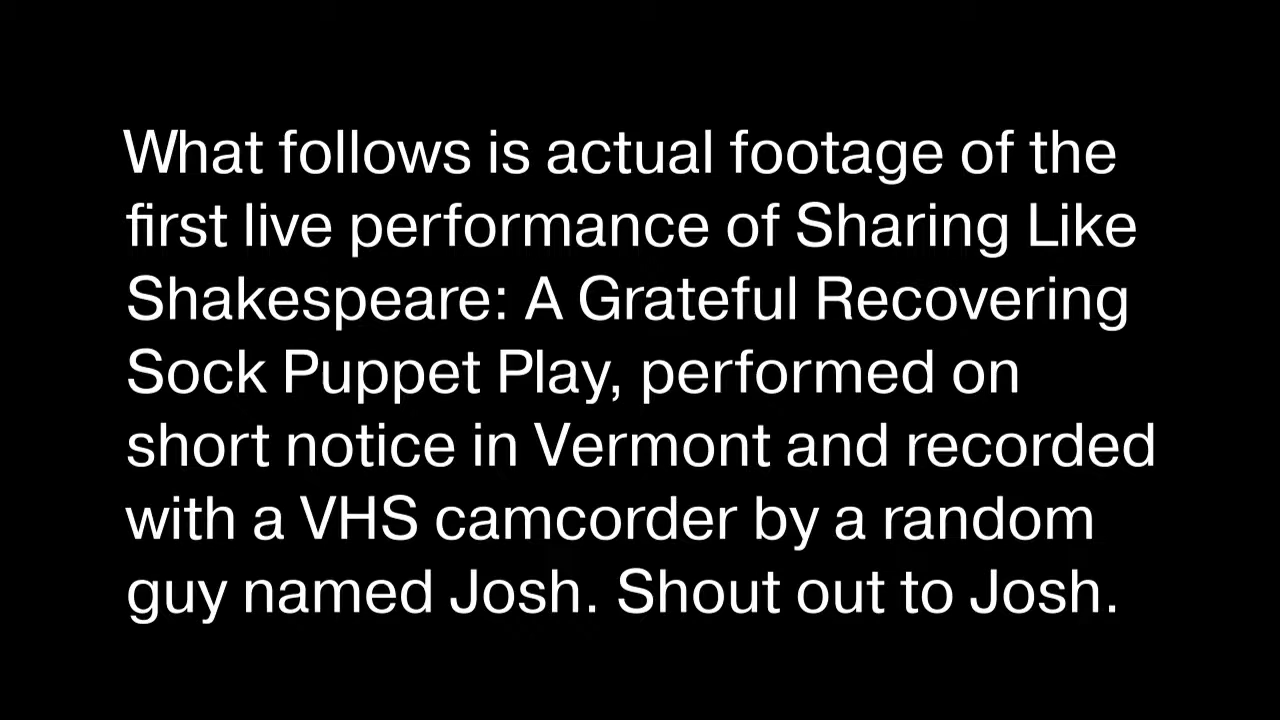 What follows is actual footage of the
first live performance of Sharing Like
Shakespeare: A Grateful Recovering
Sock Puppet Play, performed on
short notice in Vermont and recorded
with a VHS camcorder by a random
guy named Josh. Shout out to Josh.